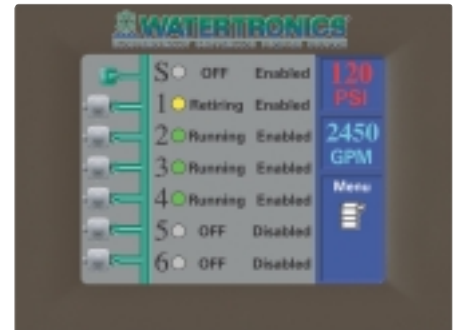 WATERTRONICS
S OFF Enabled
1 Retiring Enabled
2 Running Enabled
3 Running Enabled
4 Running Enabled
5 OFF Disabled
6 OFF Disabled
120
PSI
2450
GPM
Menu